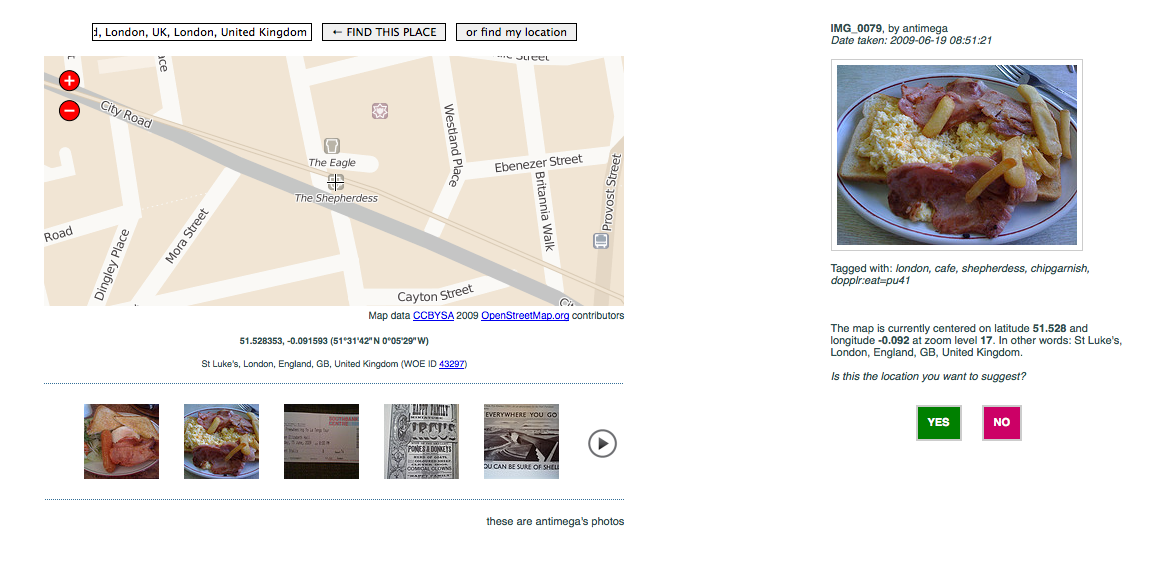 d, London, UK, London, United Kingdom
← FIND THIS PLACE
or find my location
+
−
City Road
Westland Place
Ebenezer Street
The Eagle
The Shepherdess
Britannia Walk
Provost Street
Mora Street
Road
Dingley Place
Cayton Street
Map data CCBYSA 2009 OpenStreetMap.org contributors
51.528353, -0.091593 (51°31'42"N 0°05'29"W)
St Luke's, London, England, GB, United Kingdom (WOE ID 43297)
HAPPY FAMILY
CIRCUS
PONIES & DONKEYS
COMICAL CLOWNS
EVERYWHERE YOU GO
YOU CAN BE SURE OF SHELL
these are antimega's photos
IMG_0079, by antimega
Date taken: 2009-06-19 08:51:21
Tagged with: london, cafe, shepherdess, chipgarnish,
dopplr:eat=pu41
The map is currently centered on latitude 51.528 and
longitude -0.092 at zoom level 17. In other words: St Luke's,
London, England, GB, United Kingdom.
Is this the location you want to suggest?
YES
NO